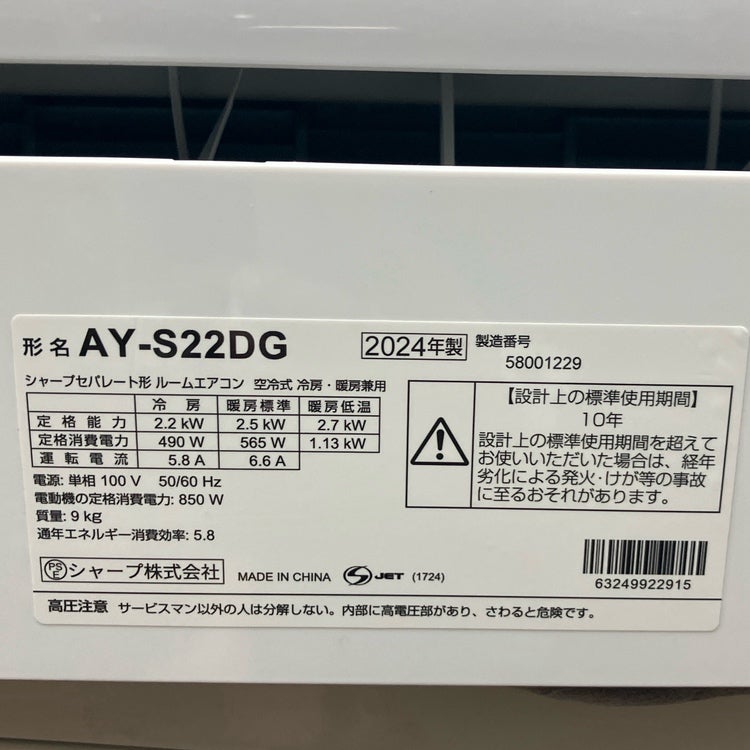 形名 AY-S22DG 2024年製 製造番号 58001229
シャープセパレート形 ルームエアコン 空冷式 冷房・暖房兼用
冷房 暖房標準 暖房低温
定格能力 2.2 kW 2.5 kW 2.7 kW
定格消費電力 490 W 565 W 1.13 kW
運転電流 5.8 A 6.6 A
電源: 単相 100 V 50/60 Hz
電動機の定格消費電力: 850 W
質量: 9 kg
通年エネルギー消費効率: 5.8
【設計上の標準使用期間】
10年
設計上の標準使用期間を超えて
お使いいただいた場合は、経年
劣化による発火・けが等の事故
に至るおそれがあります。
PSE シャープ株式会社 MADE IN CHINA JET (1724)
63249922915
高圧注意 サービスマン以外の人は分解しない。内部に高電圧部があり、さわると危険です。